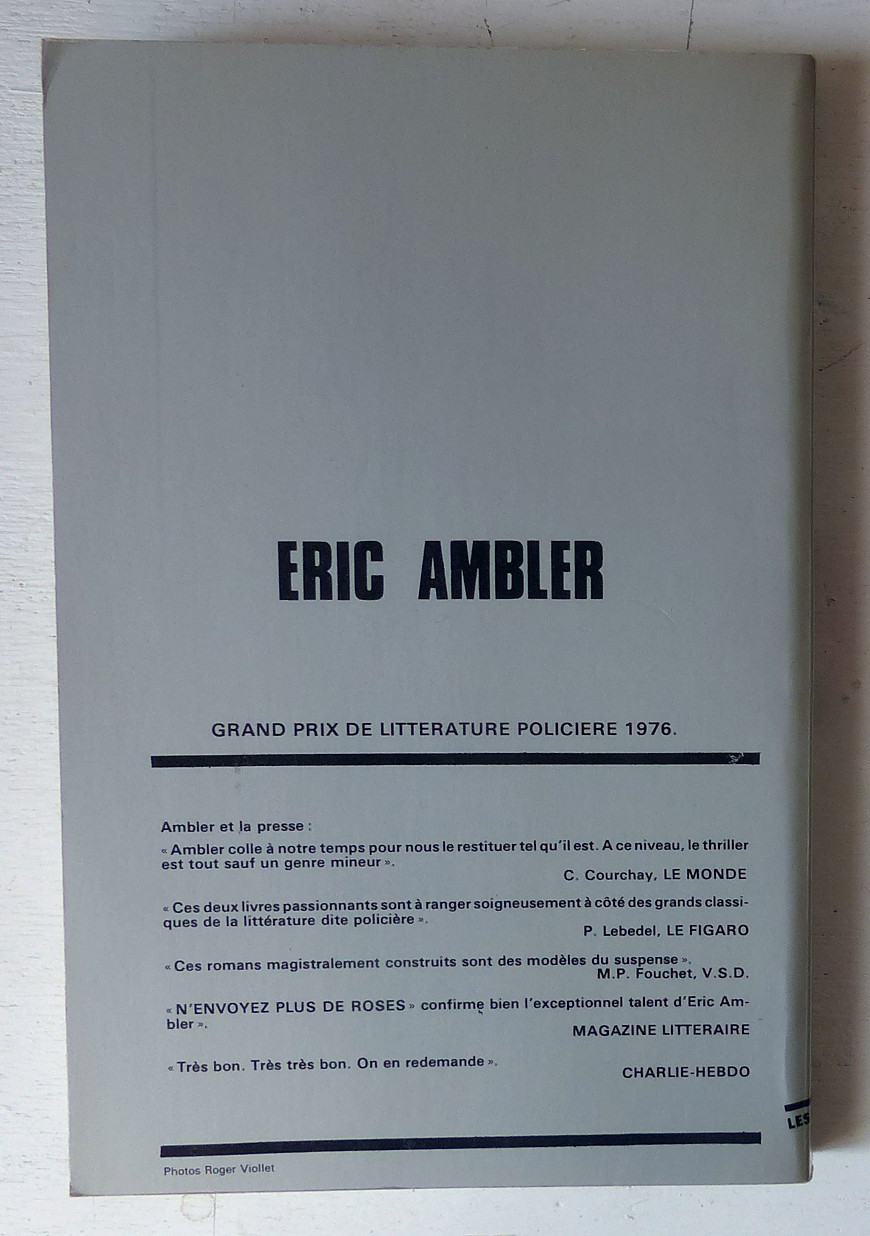 ERIC AMBLER
GRAND PRIX DE LITTERATURE POLICIERE 1976.
Ambler et la presse :
« Ambler colle à notre temps pour nous le restituer tel qu'il est. A ce niveau, le thriller
est tout sauf un genre mineur ».
C. Courchay, LE MONDE
« Ces deux livres passionnants sont à ranger soigneusement à côté des grands classi-
ques de la littérature dite policière ».
P. Lebedel, LE FIGARO
« Ces romans magistralement construits sont des modèles du suspense ».
M.P. Fouchet, V.S.D.
« N'ENVOYEZ PLUS DE ROSES » confirme bien l'exceptionnel talent d'Eric Am-
bler ».
MAGAZINE LITTERAIRE
« Très bon. Très très bon. On en redemande ».
CHARLIE-HEBDO
LES
Photos Roger Viollet